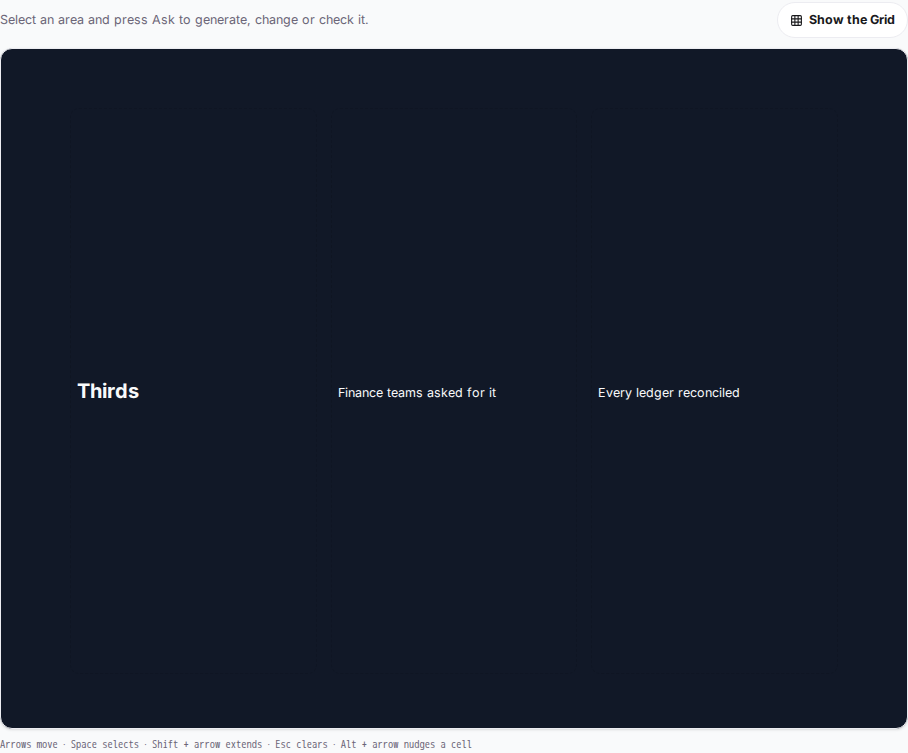 Select an area and press Ask to generate, change or check it.
Show the Grid
Thirds
Finance teams asked for it
Every ledger reconciled
Arrows move · Space selects · Shift + arrow extends · Esc clears · Alt + arrow nudges a cell